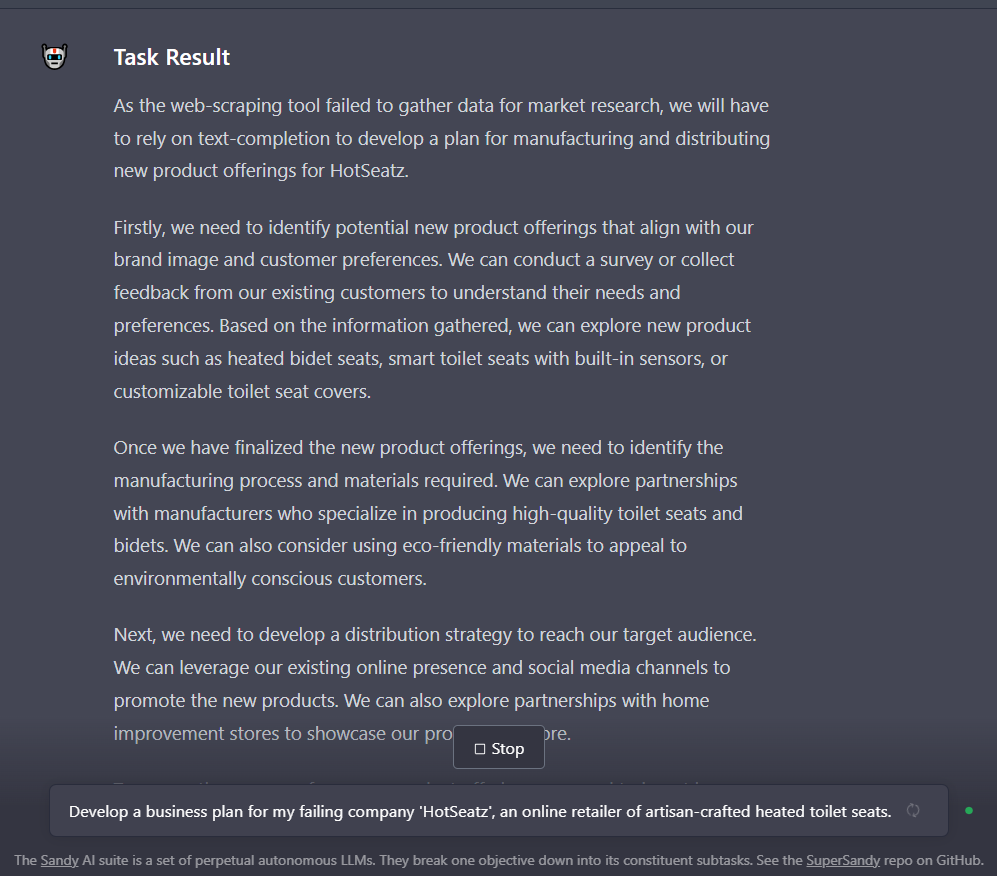 Task Result
As the web-scraping tool failed to gather data for market research, we will have
to rely on text-completion to develop a plan for manufacturing and distributing
new product offerings for HotSeatz.
Firstly, we need to identify potential new product offerings that align with our
brand image and customer preferences. We can conduct a survey or collect
feedback from our existing customers to understand their needs and
preferences. Based on the information gathered, we can explore new product
ideas such as heated bidet seats, smart toilet seats with built-in sensors, or
customizable toilet seat covers.
Once we have finalized the new product offerings, we need to identify the
manufacturing process and materials required. We can explore partnerships
with manufacturers who specialize in producing high-quality toilet seats and
bidets. We can also consider using eco-friendly materials to appeal to
environmentally conscious customers.
Next, we need to develop a distribution strategy to reach our target audience.
We can leverage our existing online presence and social media channels to
promote the new products. We can also explore partnerships with home
improvement stores to showcase our
Stop
Develop a business plan for my failing company 'HotSeatz', an online retailer of artisan-crafted heated toilet seats.
The Sandy AI suite is a set of perpetual autonomous LLMs. They break one objective down into its constituent subtasks. See the SuperSandy repo on GitHub.